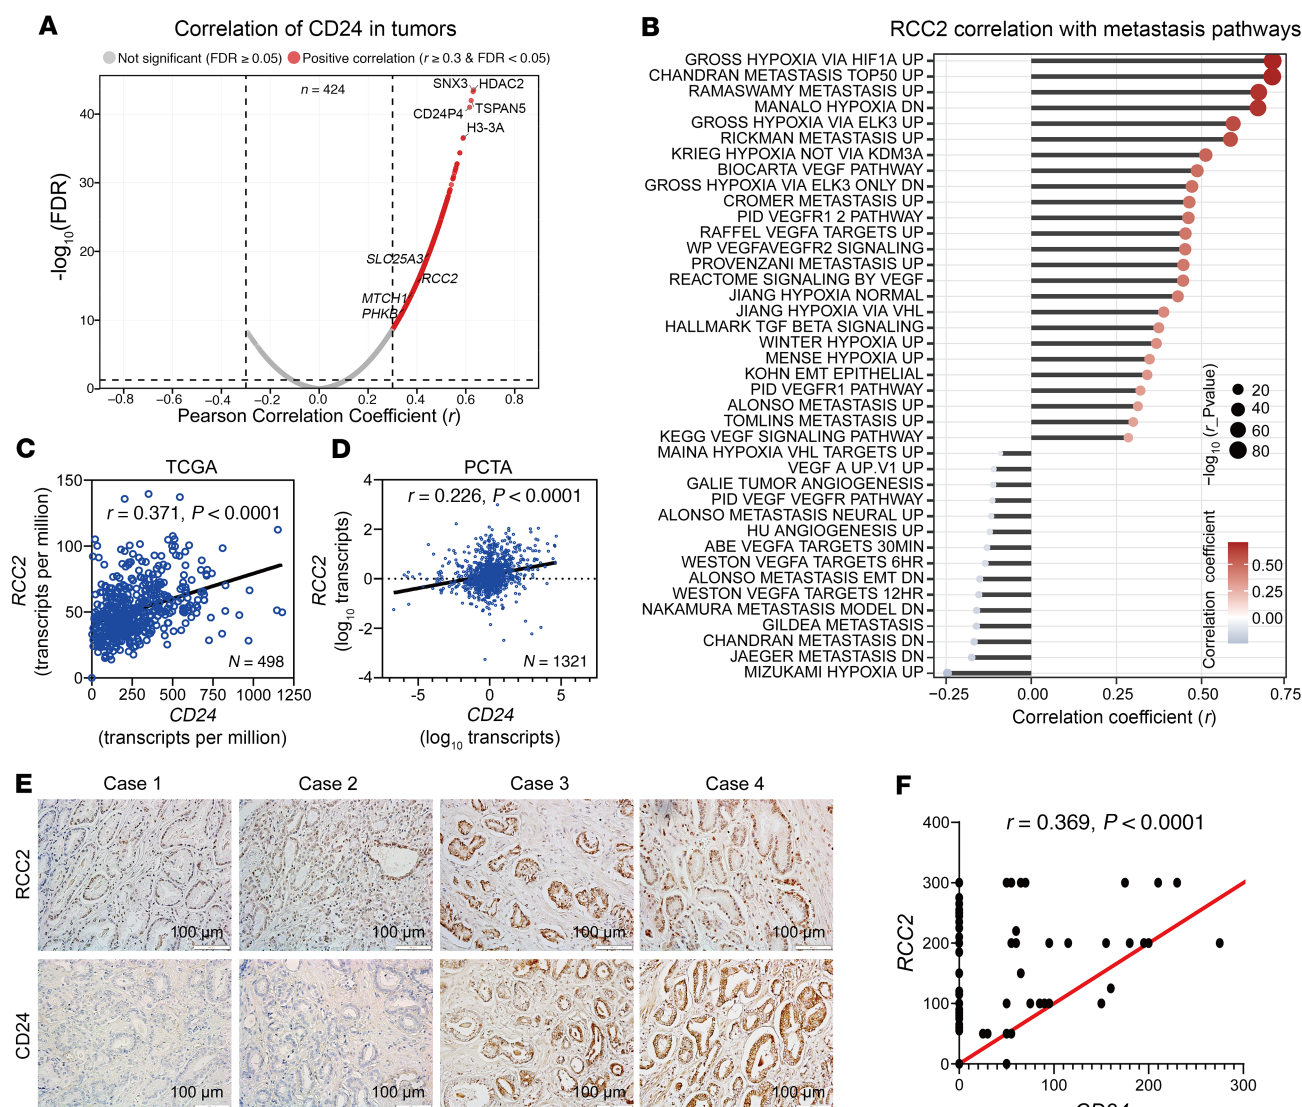 A
Correlation of CD24 in tumors
Not significant (FDR ≥ 0.05) Positive correlation (r ≥ 0.3 & FDR < 0.05)
n = 424
SNX3 HDAC2
CD24P4 TSPAN5
H3-3A
SLC25A3
RCC2
MTCH1
PHKB
-log10(FDR)
40
30
20
10
0
−0.8 −0.6 −0.4 −0.2 0.0 0.2 0.4 0.6 0.8
Pearson Correlation Coefficient (r)
B
RCC2 correlation with metastasis pathways
GROSS HYPOXIA VIA HIF1A UP
CHANDRAN METASTASIS TOP50 UP
RAMASWAMY METASTASIS UP
MANALO HYPOXIA DN
GROSS HYPOXIA VIA ELK3 UP
RICKMAN METASTASIS UP
KRIEG HYPOXIA NOT VIA KDM3A
BIOCARTA VEGF PATHWAY
GROSS HYPOXIA VIA ELK3 ONLY DN
CROMER METASTASIS UP
PID VEGFR1 2 PATHWAY
RAFFEL VEGFA TARGETS UP
WP VEGFAVEGFR2 SIGNALING
PROVENZANI METASTASIS UP
REACTOME SIGNALING BY VEGF
JIANG HYPOXIA NORMAL
JIANG HYPOXIA VIA VHL
HALLMARK TGF BETA SIGNALING
WINTER HYPOXIA UP
MENSE HYPOXIA UP
KOHN EMT EPITHELIAL
PID VEGFR1 PATHWAY
ALONSO METASTASIS UP
TOMLINS METASTASIS UP
KEGG VEGF SIGNALING PATHWAY
MAINA HYPOXIA VHL TARGETS UP
VEGF A UP.V1 UP
GALIE TUMOR ANGIOGENESIS
PID VEGF VEGFR PATHWAY
ALONSO METASTASIS NEURAL UP
HU ANGIOGENESIS UP
ABE VEGFA TARGETS 30MIN
WESTON VEGFA TARGETS 6HR
ALONSO METASTASIS EMT DN
WESTON VEGFA TARGETS 12HR
NAKAMURA METASTASIS MODEL DN
GILDEA METASTASIS
CHANDRAN METASTASIS DN
JAEGER METASTASIS DN
MIZUKAMI HYPOXIA UP
−0.25 0.00 0.25 0.50 0.75
Correlation coefficient (r)
−log10 (r_Pvalue)
20
40
60
80
Correlation coefficient
0.50
0.25
0.00
C
TCGA
r = 0.371, P < 0.0001
N = 498
RCC2
(transcripts per million)
150
100
50
0
0 250 500 750 1000 1250
CD24
(transcripts per million)
D
PCTA
r = 0.226, P < 0.0001
N = 1321
RCC2
(log10 transcripts)
4
2
0
-2
-4
-5 0 5
CD24
(log10 transcripts)
E
Case 1 Case 2 Case 3 Case 4
RCC2
100 µm 100 µm 100 µm 100 µm
CD24
100 µm 100 µm 100 µm 100 µm
F
r = 0.369, P < 0.0001
RCC2
400
300
200
100
0
0 100 200 300